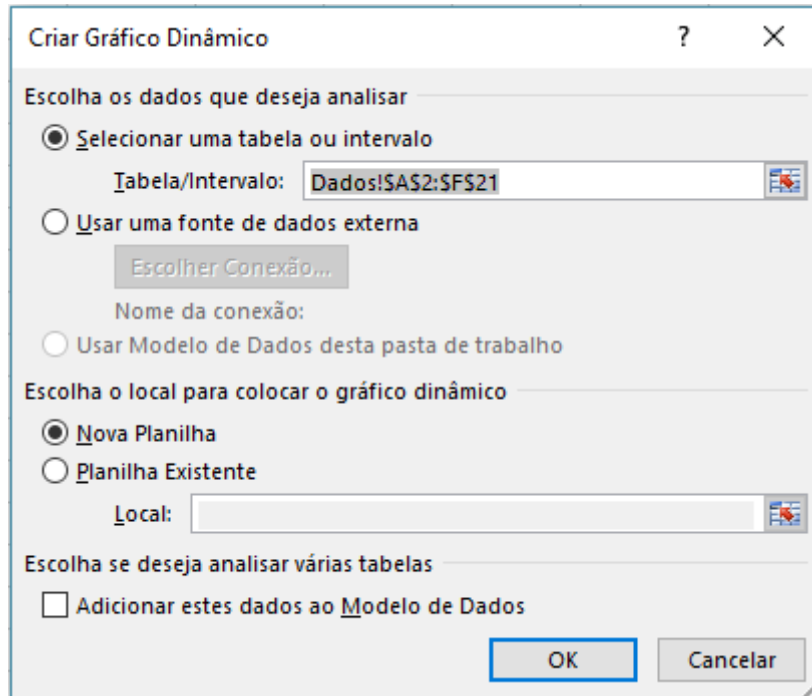 Criar Gráfico Dinâmico ?
Escolha os dados que deseja analisar
Selecionar uma tabela ou intervalo
Tabela/Intervalo: Dados!$A$2:$F$21
Usar uma fonte de dados externa
Escolher Conexão...
Nome da conexão:
Usar Modelo de Dados desta pasta de trabalho
Escolha o local para colocar o gráfico dinâmico
Nova Planilha
Planilha Existente
Local:
Escolha se deseja analisar várias tabelas
Adicionar estes dados ao Modelo de Dados
OK Cancelar